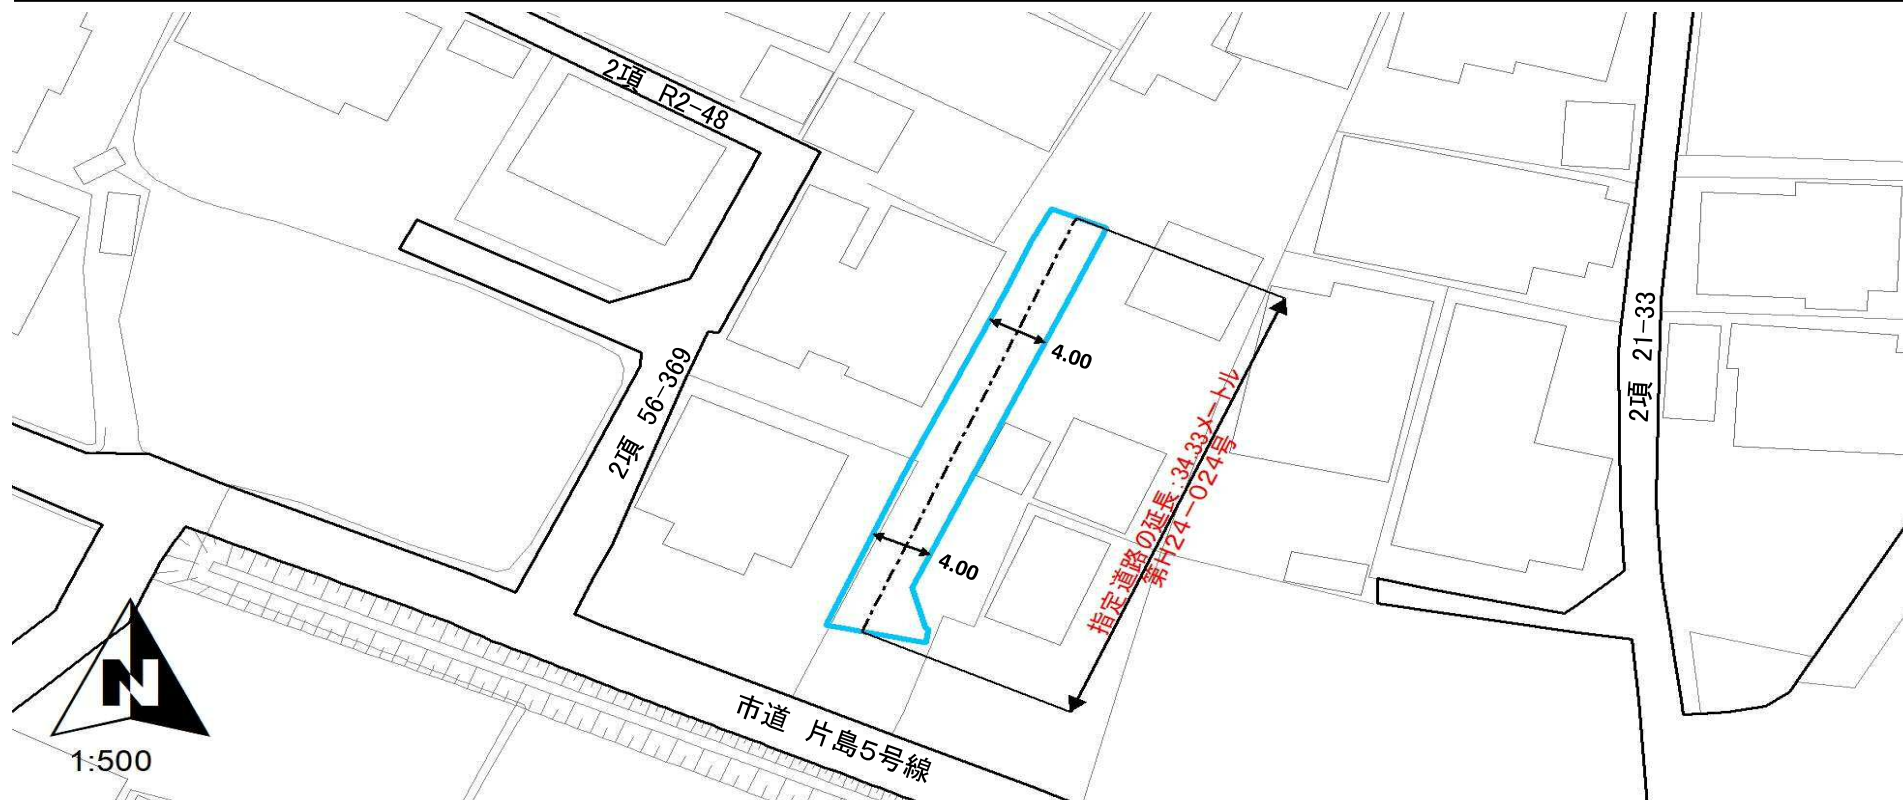 2項 R2-48
2項 56-369
4.00
4.00
指定道路の延長:34.33メートル
第H24-024号
2項 21-33
市道 片島5号線
N
1:500